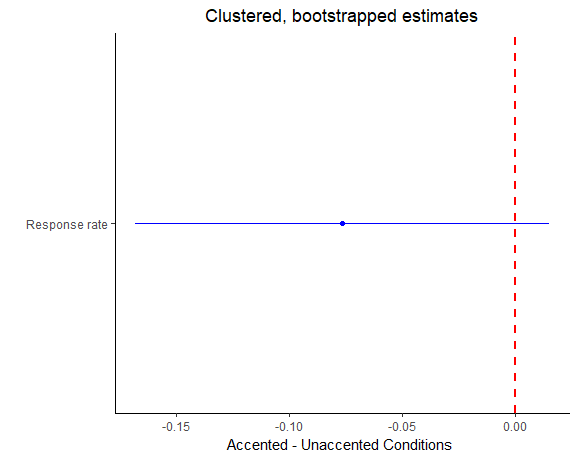 Clustered, bootstrapped estimates
Response rate
-0.15 -0.10 -0.05 0.00
Accented - Unaccented Conditions